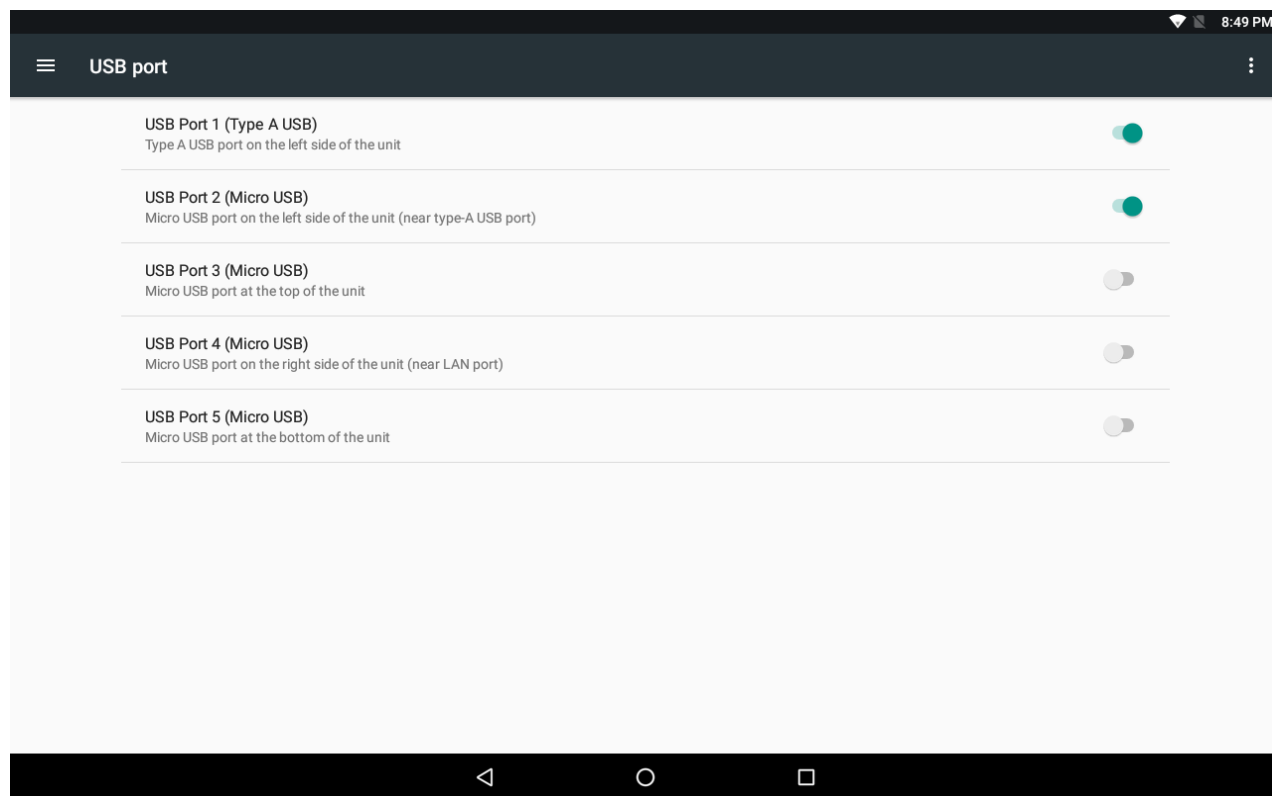 8:49 PM
USB port
USB Port 1 (Type A USB)
Type A USB port on the left side of the unit
USB Port 2 (Micro USB)
Micro USB port on the left side of the unit (near type-A USB port)
USB Port 3 (Micro USB)
Micro USB port at the top of the unit
USB Port 4 (Micro USB)
Micro USB port on the right side of the unit (near LAN port)
USB Port 5 (Micro USB)
Micro USB port at the bottom of the unit